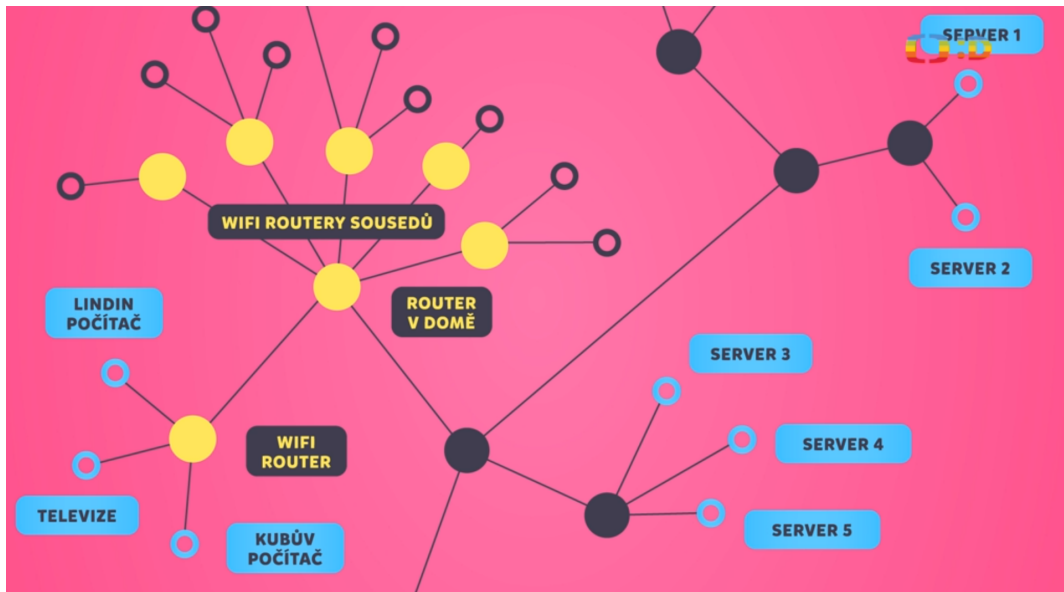 SERVER 1
:D
WIFI ROUTERY SOUSEDŮ
SERVER 2
LINDIN
POČÍTAČ
ROUTER
V DOMĚ
SERVER 3
WIFI
ROUTER
SERVER 4
TELEVIZE
SERVER 5
KUBŮV
POČÍTAČ